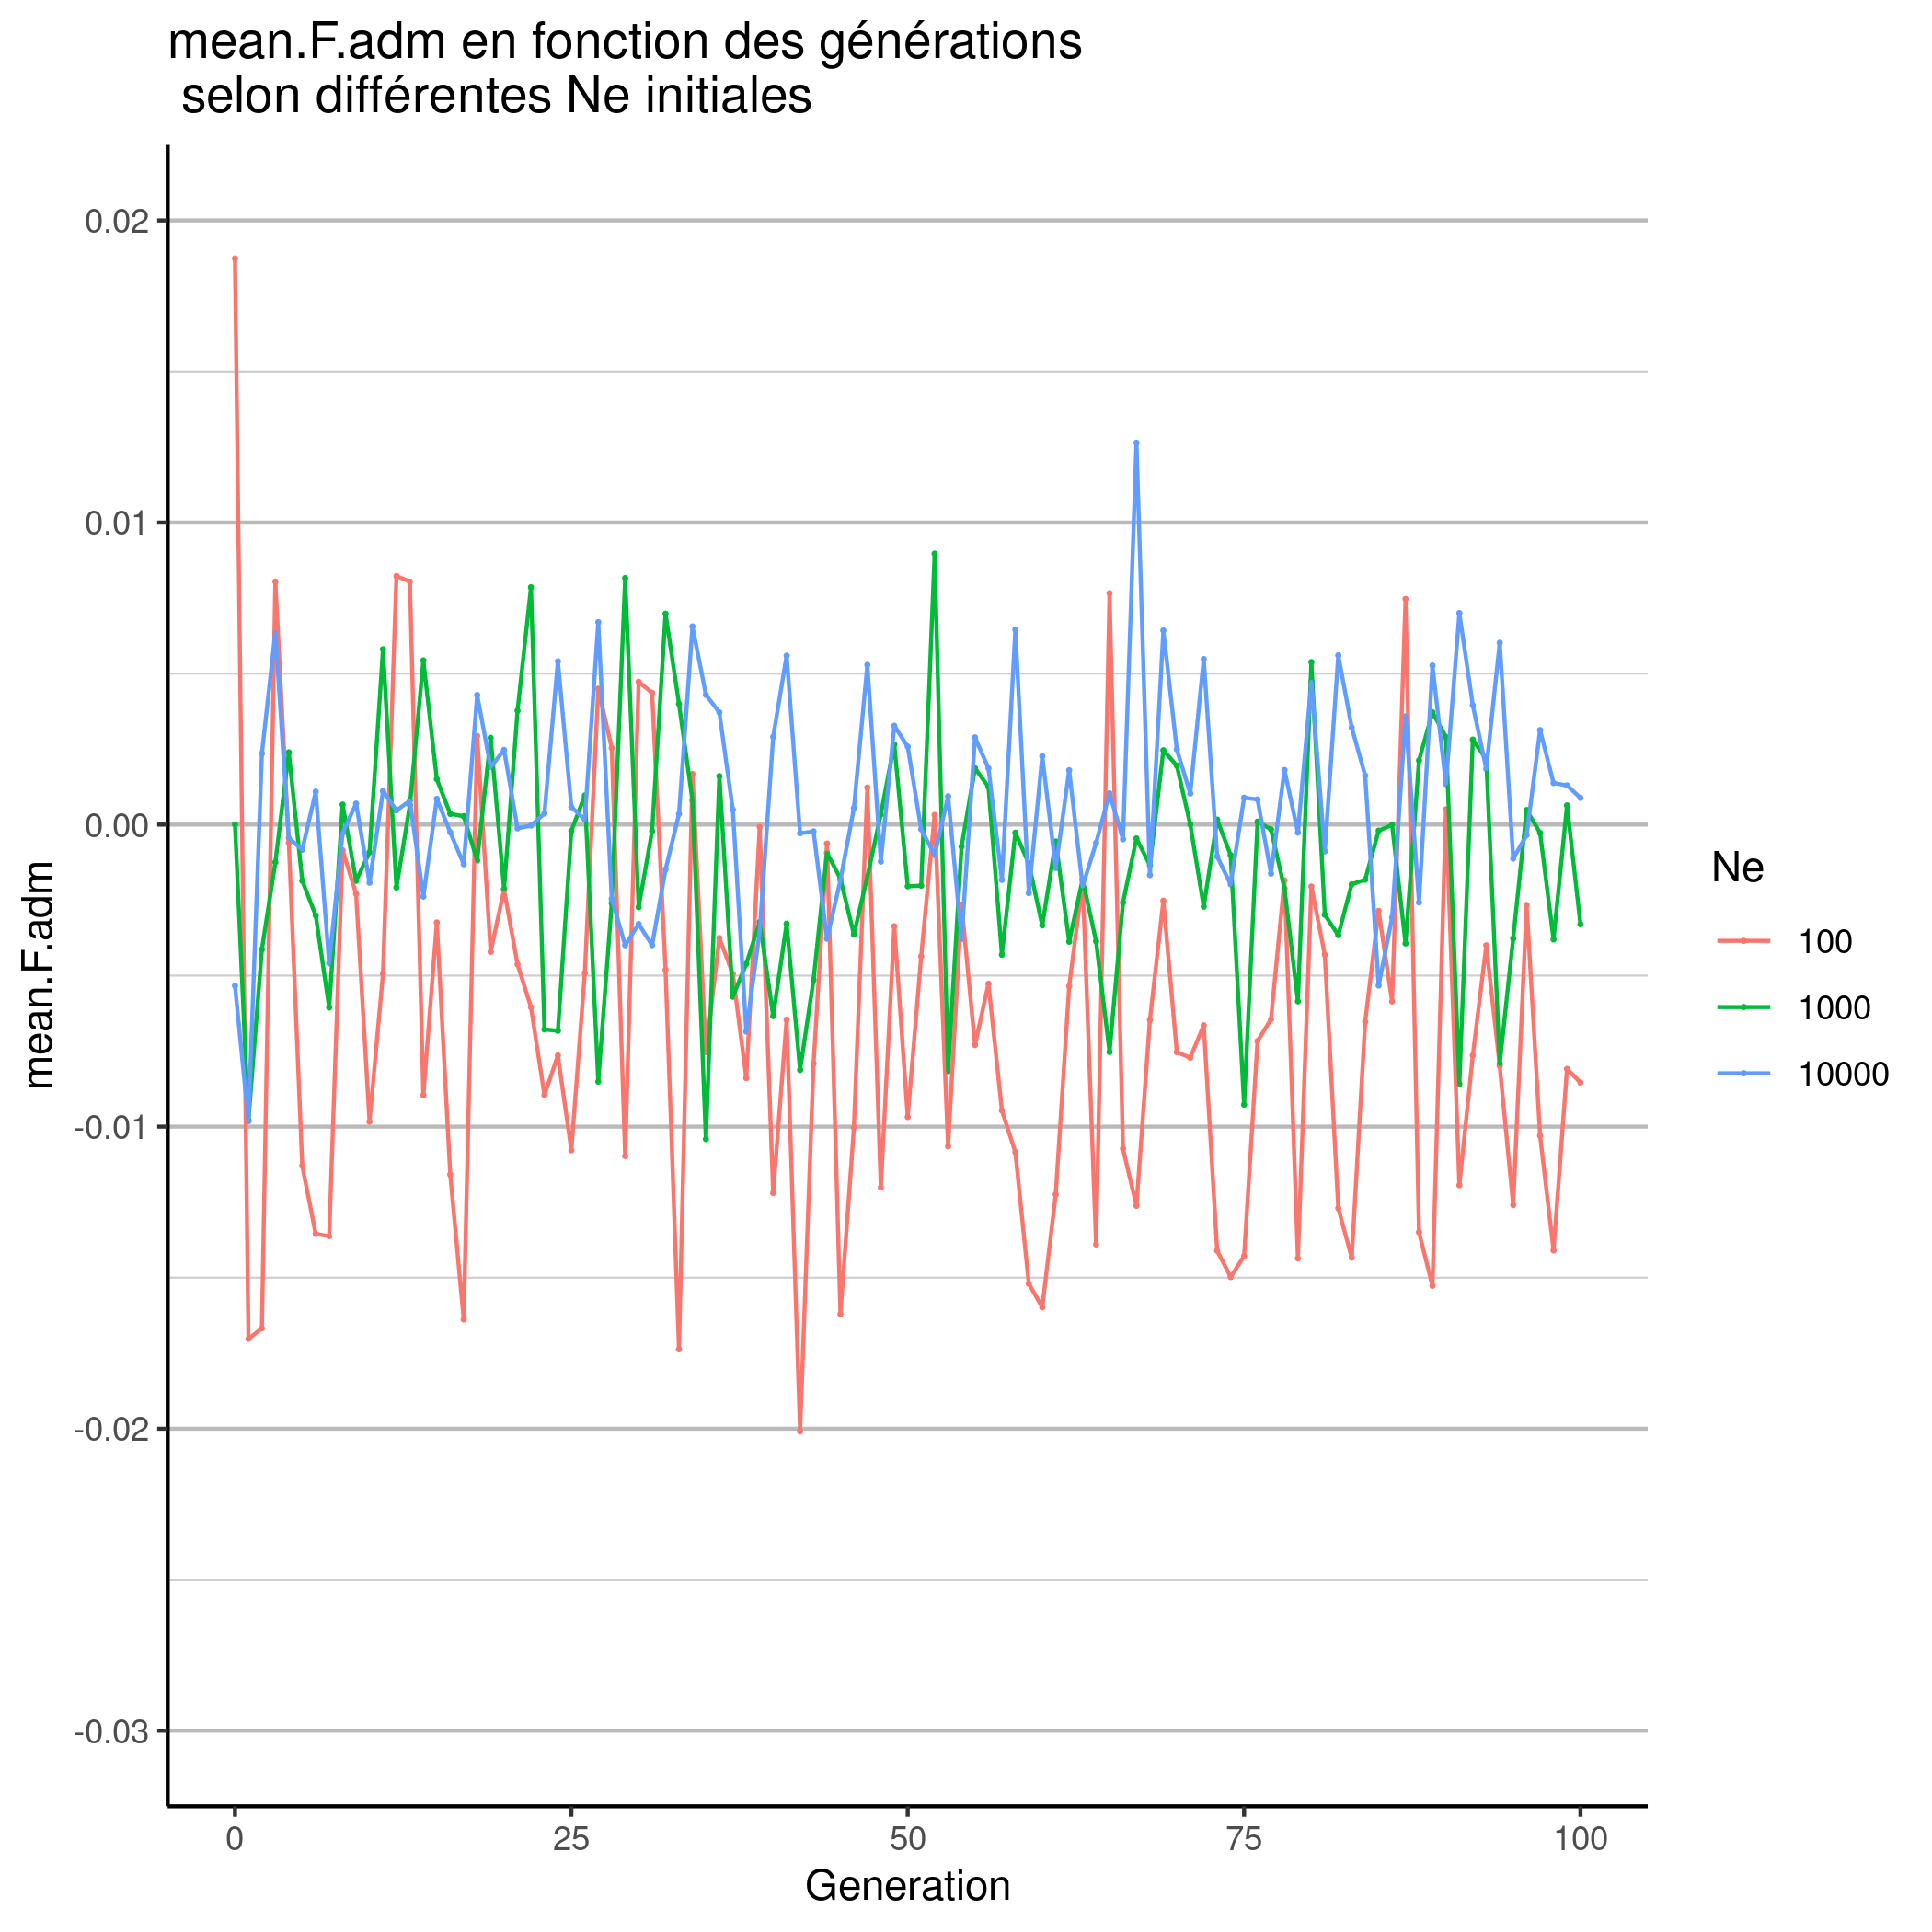 mean.F.adm en fonction des générations
selon différentes Ne initiales
mean.F.adm
0.02
0.01
0.00
-0.01
-0.02
-0.03
0
25
50
75
100
Generation
Ne
100
1000
10000